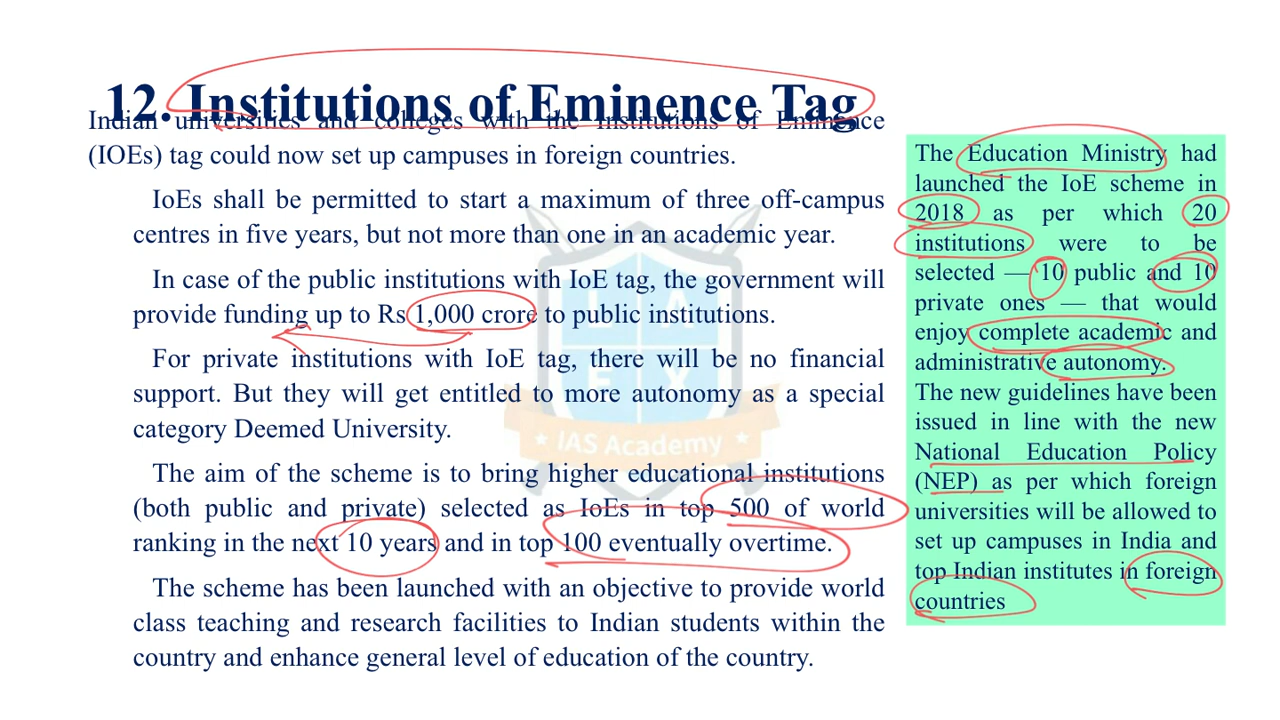 12. Institutions of Eminence Tag
Indian universities and colleges with the Institutions of Eminence
(IOEs) tag could now set up campuses in foreign countries.
IoEs shall be permitted to start a maximum of three off-campus
centres in five years, but not more than one in an academic year.
In case of the public institutions with IoE tag, the government will
provide funding up to Rs 1,000 crore to public institutions.
For private institutions with IoE tag, there will be no financial
support. But they will get entitled to more autonomy as a special
category Deemed University.
The aim of the scheme is to bring higher educational institutions
(both public and private) selected as IoEs in top 500 of world
ranking in the next 10 years and in top 100 eventually overtime.
The scheme has been launched with an objective to provide world
class teaching and research facilities to Indian students within the
country and enhance general level of education of the country.
The Education Ministry had
launched the IoE scheme in
2018 as per which 20
institutions were to be
selected — 10 public and 10
private ones — that would
enjoy complete academic and
administrative autonomy.
The new guidelines have been
issued in line with the new
National Education Policy
(NEP) as per which foreign
universities will be allowed to
set up campuses in India and
top Indian institutes in foreign
countries
L A
E X
IAS Academy